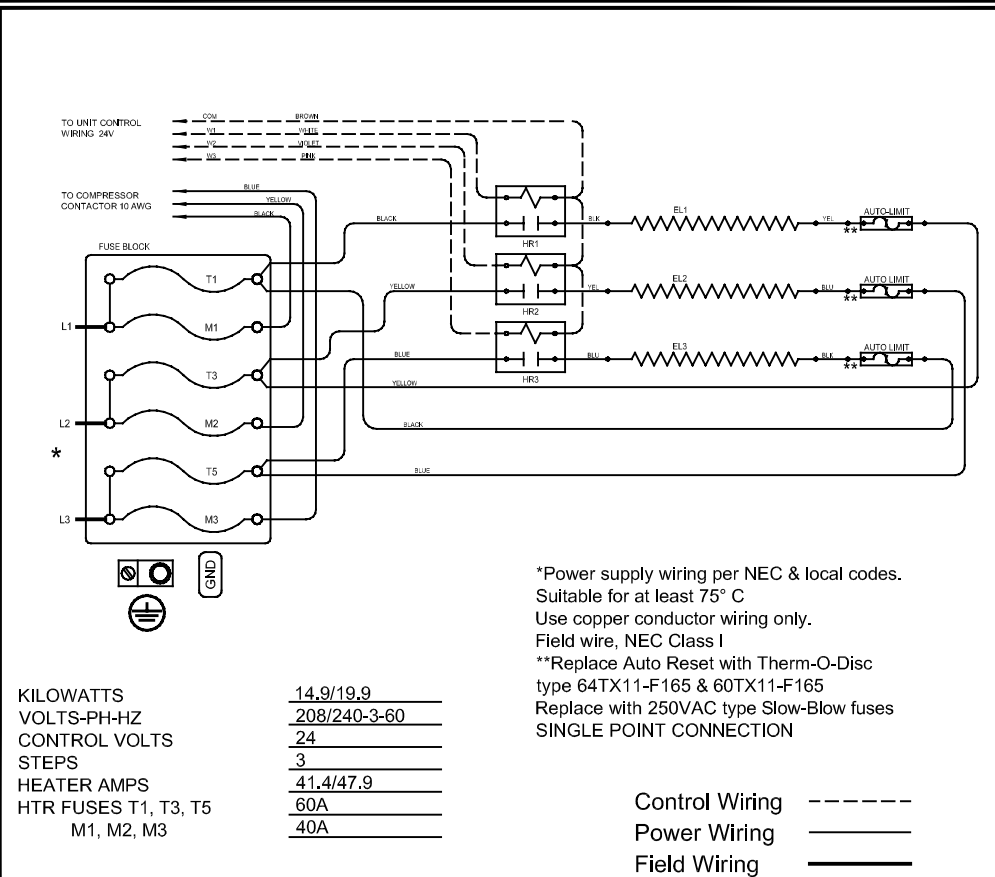 TO UNIT CONTROL
WIRING 24V
COM
BROWN
W1
WHITE
W2
VIOLET
W3
PINK
TO COMPRESSOR
CONTACTOR 10 AWG
BLUE
YELLOW
BLACK
FUSE BLOCK
BLACK
HR1
BLK
EL1
YEL
**
AUTO-LIMIT
YELLOW
HR2
YEL
EL2
BLU
**
AUTO LIMIT
BLUE
HR3
BLU
EL3
BLK
**
AUTO LIMIT
T1
L1
M1
T3
YELLOW
L2
M2
BLACK
*
T5
BLUE
L3
M3
GND
*Power supply wiring per NEC & local codes.
Suitable for at least 75° C
Use copper conductor wiring only.
Field wire, NEC Class I
**Replace Auto Reset with Therm-O-Disc
type 64TX11-F165 & 60TX11-F165
Replace with 250VAC type Slow-Blow fuses
SINGLE POINT CONNECTION
KILOWATTS 14.9/19.9
VOLTS-PH-HZ 208/240-3-60
CONTROL VOLTS 24
STEPS 3
HEATER AMPS 41.4/47.9
HTR FUSES T1, T3, T5 60A
M1, M2, M3 40A
Control Wiring
Power Wiring
Field Wiring